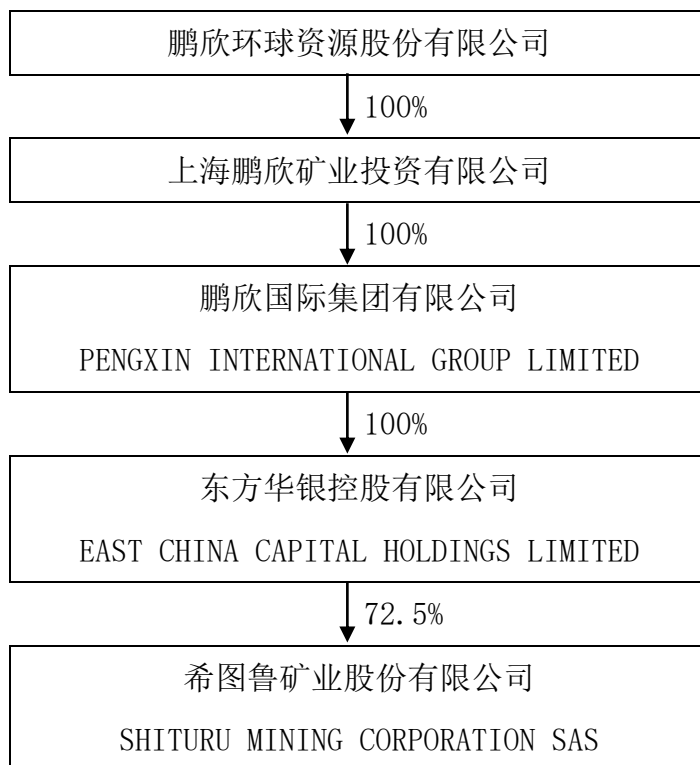 鹏欣环球资源股份有限公司
100%
上海鹏欣矿业投资有限公司
100%
鹏欣国际集团有限公司
PENGXIN INTERNATIONAL GROUP LIMITED
100%
东方华银控股有限公司
EAST CHINA CAPITAL HOLDINGS LIMITED
72.5%
希图鲁矿业股份有限公司
SHITURU MINING CORPORATION SAS